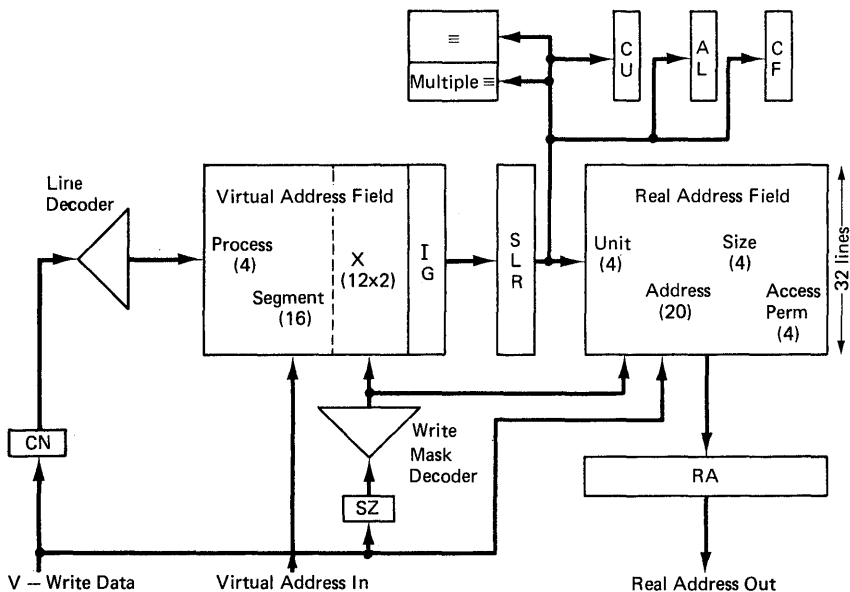 ≡
Multiple ≡
C
U
A
L
C
F
Line
Decoder
Virtual Address Field
Process
(4)
Segment
(16)
X
(12x2)
I
G
S
L
R
Real Address Field
Unit
(4)
Size
(4)
Address
(20)
Access
Perm
(4)
32 lines
CN
Write
Mask
Decoder
SZ
RA
V – Write Data
Virtual Address In
Real Address Out